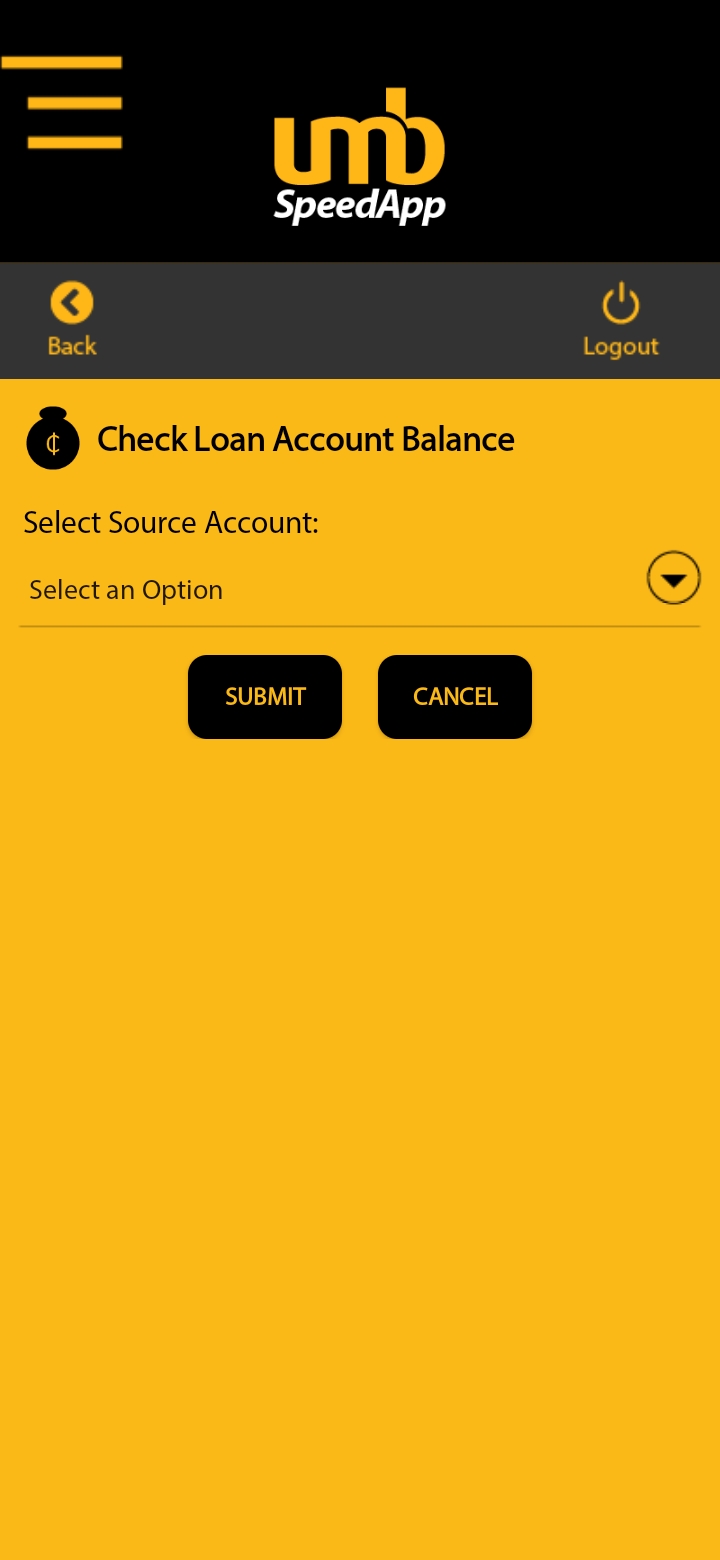 umb
SpeedApp
Back
Logout
₵
Check Loan Account Balance
Select Source Account:
Select an Option
SUBMIT
CANCEL